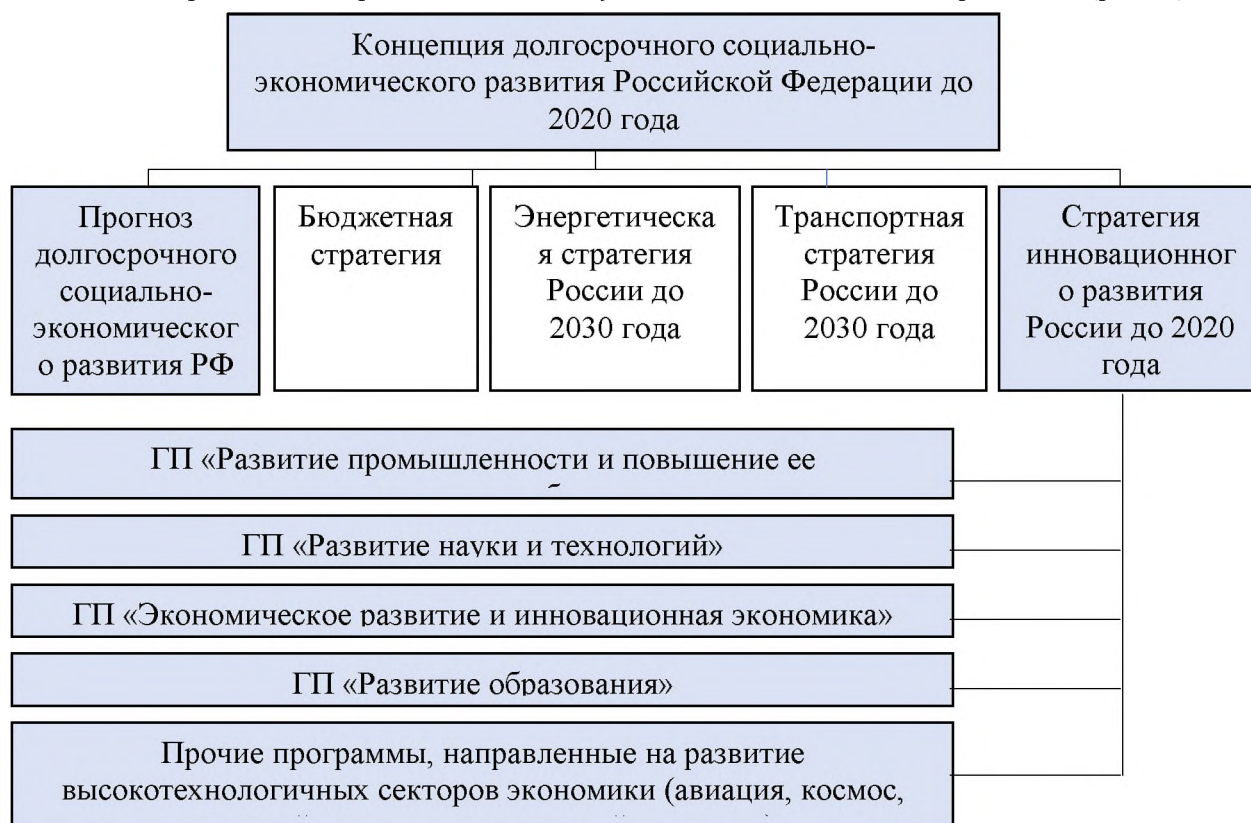 Концепция долгосрочного социально-
экономического развития Российской Федерации до
2020 года
Прогноз
долгосрочного
социально-
экономическог
о развития РФ
Бюджетная
стратегия
Энергетическа
я стратегия
России до
2030 года
Транспортная
стратегия
России до
2030 года
Стратегия
инновационног
о развития
России до 2020
года
ГП «Развитие промышленности и повышение ее
ГП «Развитие науки и технологий»
ГП «Экономическое развитие и инновационная экономика»
ГП «Развитие образования»
Прочие программы, направленные на развитие
высокотехнологичных секторов экономики (авиация, космос,